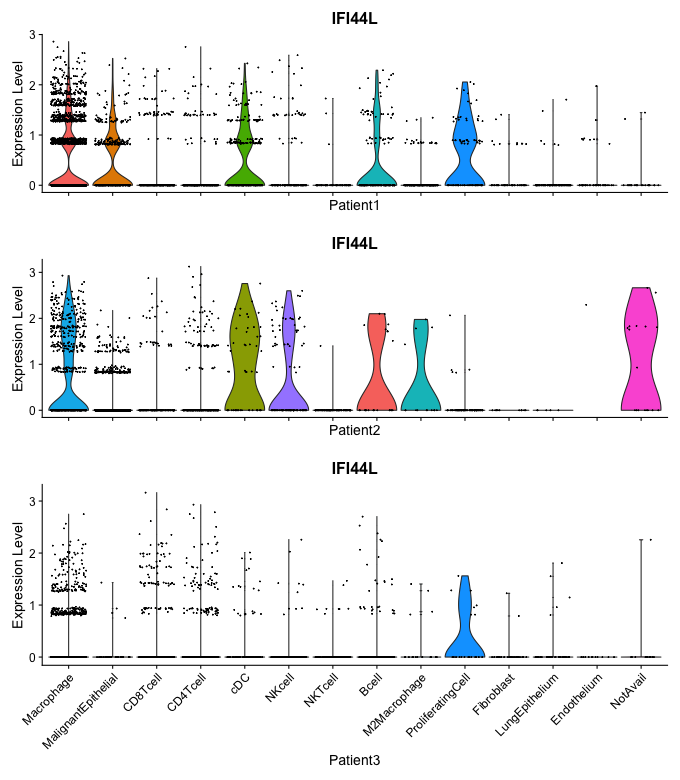 IFI44L
Expression Level
3
2
1
0
Patient1
IFI44L
Expression Level
3
2
1
0
Patient2
IFI44L
Expression Level
3
2
1
0
Macrophage
MalignantEpithelial
CD8Tcell
CD4Tcell
cDC
NKcell
NKTcell
Bcell
M2Macrophage
ProliferatingCell
Fibroblast
LungEpithelium
Endothelium
NotAvail
Patient3